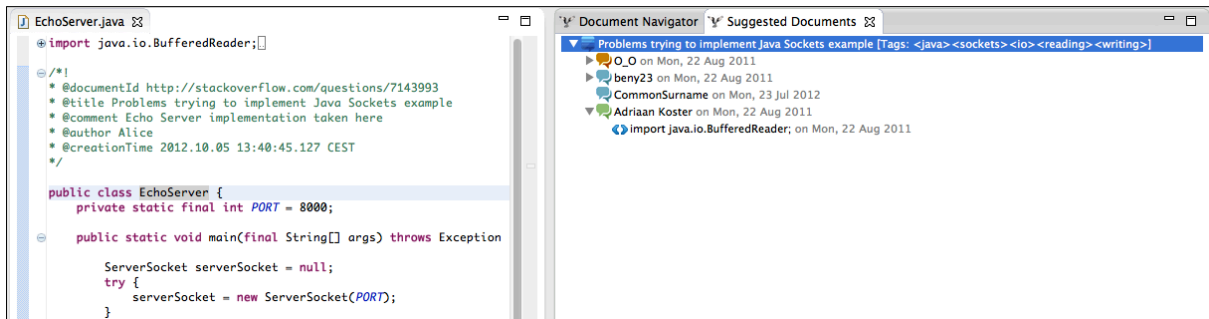 EchoServer.java
import java.io.BufferedReader;
/*!
* @documentId http://stackoverflow.com/questions/7143993
* @title Problems trying to implement Java Sockets example
* @comment Echo Server implementation taken here
* @author Alice
* @creationTime 2012.10.05 13:40:45.127 CEST
*/
public class EchoServer {
private static final int PORT = 8000;
public static void main(final String[] args) throws Exception
ServerSocket serverSocket = null;
try {
serverSocket = new ServerSocket(PORT);
}
Document Navigator Suggested Documents
Problems trying to implement Java Sockets example [Tags: <java><sockets><io><reading><writing>]
O_O on Mon, 22 Aug 2011
beny23 on Mon, 22 Aug 2011
CommonSurname on Mon, 23 Jul 2012
Adriaan Koster on Mon, 22 Aug 2011
import java.io.BufferedReader; on Mon, 22 Aug 2011